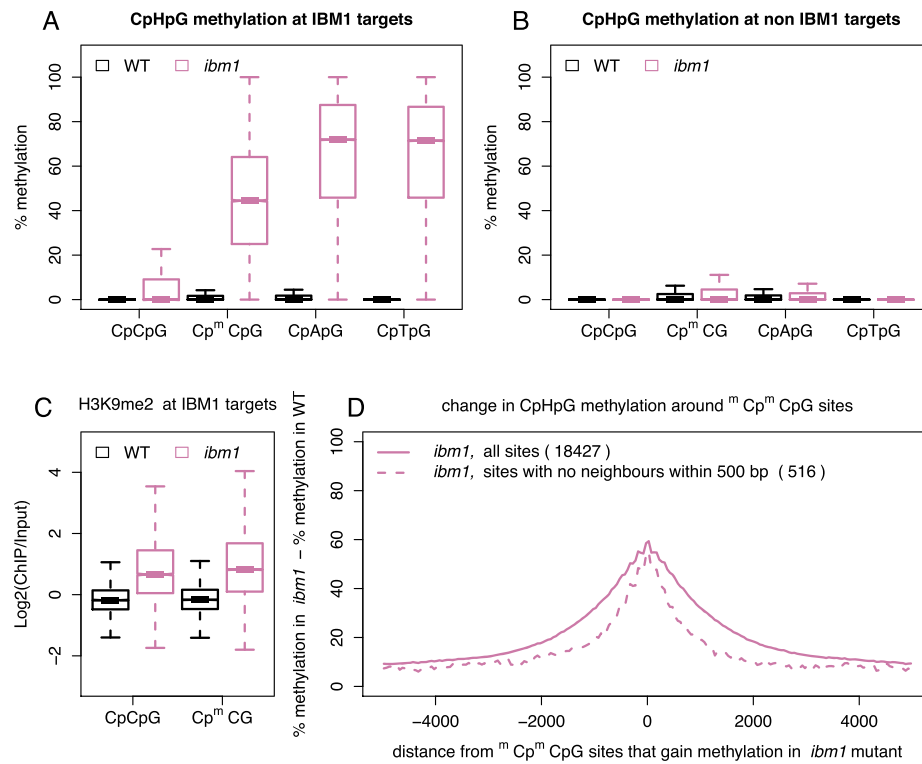 A CpHpG methylation at IBM1 targets
WT ibm1
% methylation
100
80
60
40
20
0
CpCpG Cpᵐ CpG CpApG CpTpG
B CpHpG methylation at non IBM1 targets
WT ibm1
% methylation
100
80
60
40
20
0
CpCpG Cpᵐ CG CpApG CpTpG
C H3K9me2 at IBM1 targets
WT ibm1
Log2(ChIP/Input)
4
2
0
−2
CpCpG Cpᵐ CG
D change in CpHpG methylation around ᵐ Cpᵐ CpG sites
ibm1, all sites ( 18427 )
ibm1, sites with no neighbours within 500 bp ( 516 )
% methylation in ibm1 − % methylation in WT
100
80
60
40
20
0
−4000 −2000 0 2000 4000
distance from ᵐ Cpᵐ CpG sites that gain methylation in ibm1 mutant